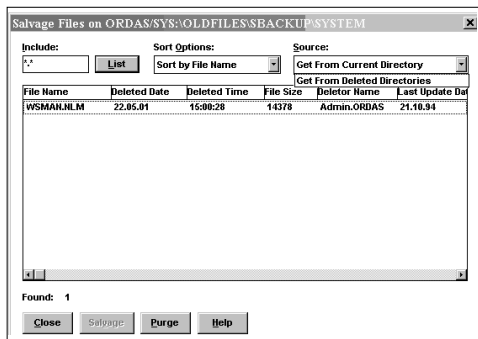 Salvage Files on ORDAS/SYS:\OLDFILES\SBACKUP\SYSTEM
Include: Sort Options: Source:
*.* List Sort by File Name Get From Current Directory
Get From Deleted Directories
File Name Deleted Date Deleted Time File Size Deletor Name Last Update Dat
WSMAN.NLM 22.05.01 15:00:28 14378 Admin.ORDAS 21.10.94
Found: 1
Close Salvage Purge Help